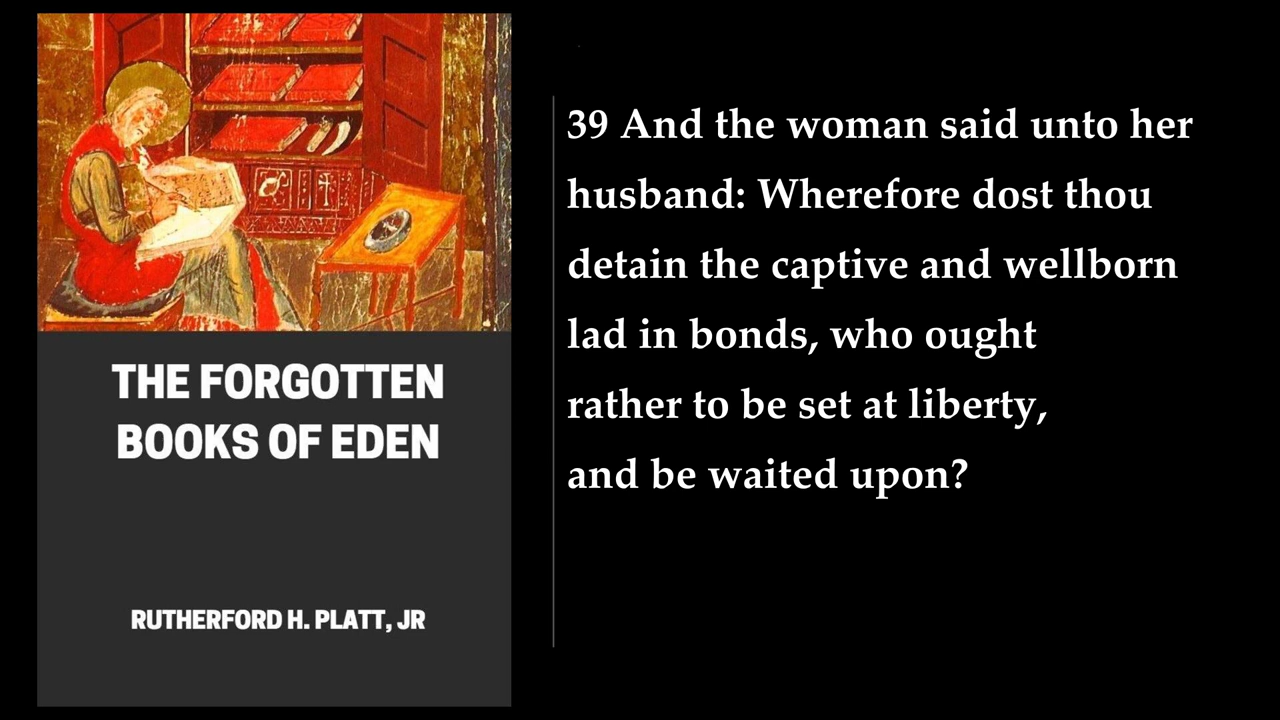 THE FORGOTTEN
BOOKS OF EDEN
RUTHERFORD H. PLATT, JR
39 And the woman said unto her
husband: Wherefore dost thou
detain the captive and wellborn
lad in bonds, who ought
rather to be set at liberty,
and be waited upon?